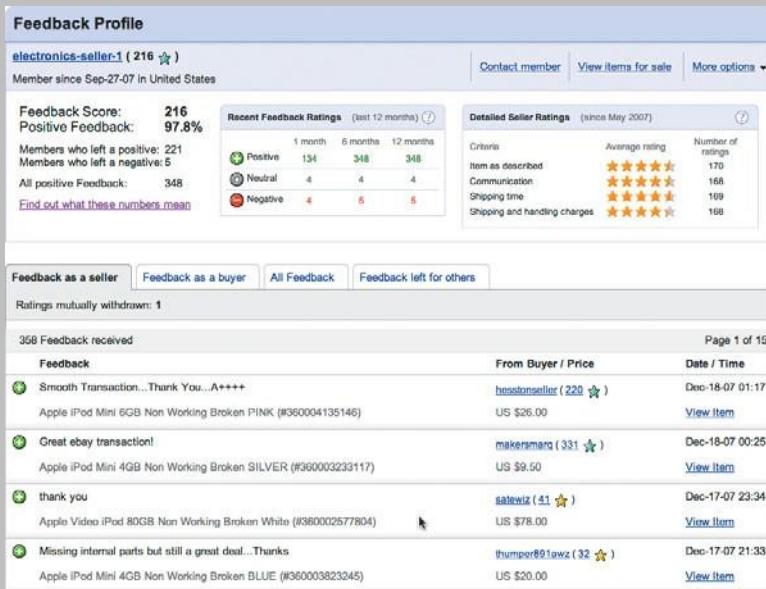 Feedback Profile
electronics-seller-1 ( 216 )
Contact member
View items for sale
More options
Member since Sep-27-07 in United States
Feedback Score: 216
Positive Feedback: 97.8%
Members who left a positive: 221
Members who left a negative: 5
All positive Feedback: 348
Find out what these numbers mean
Recent Feedback Ratings (last 12 months) ?
1 month 6 months 12 months
Positive 134 348 348
Neutral 4 4 4
Negative 4 5 5
Detailed Seller Ratings (since May 2007) ?
Criteria Average rating Number of ratings
Item as described 170
Communication 168
Shipping time 169
Shipping and handling charges 168
Feedback as a seller
Feedback as a buyer
All Feedback
Feedback left for others
Ratings mutually withdrawn: 1
358 Feedback received Page 1 of 15
Feedback From Buyer / Price Date / Time
Smooth Transaction...Thank You...A++++ hesstonseller ( 220 ) Dec-18-07 01:17
Apple iPod Mini 6GB Non Working Broken PINK (#360004135146) US $26.00 View Item
Great ebay transaction! makersmarq ( 331 ) Dec-18-07 00:25
Apple iPod Mini 4GB Non Working Broken SILVER (#360003233117) US $9.50 View Item
thank you satewiz ( 41 ) Dec-17-07 23:34
Apple Video iPod 80GB Non Working Broken White (#360002577804) US $78.00 View Item
Missing internal parts but still a great deal...Thanks thumper891awz ( 32 ) Dec-17-07 21:33
Apple iPod Mini 4GB Non Working Broken BLUE (#360003823245) US $20.00 View Item